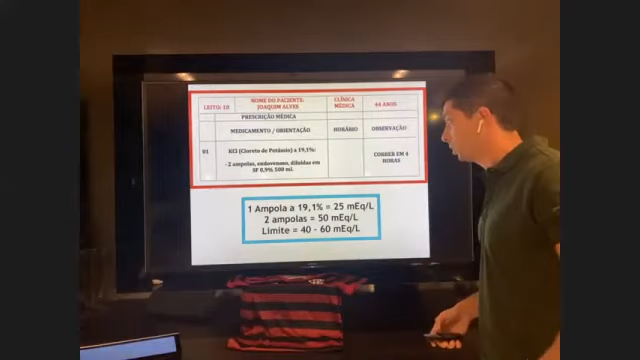 LEITO: 10
NOME DO PACIENTE:
JOAQUIM ALVES
CLÍNICA
MÉDICA
44 ANOS
PRESCRIÇÃO MÉDICA
MEDICAMENTO / ORIENTAÇÃO
HORÁRIO
OBSERVAÇÃO
01
KCl (Cloreto de Potássio) a 19,1%:
- 2 ampolas, endovenoso, diluídas em
SF 0,9% 500 ml.
CORRER EM 4
HORAS
1 Ampola a 19,1% = 25 mEq/L
2 ampolas = 50 mEq/L
Limite = 40 - 60 mEq/L